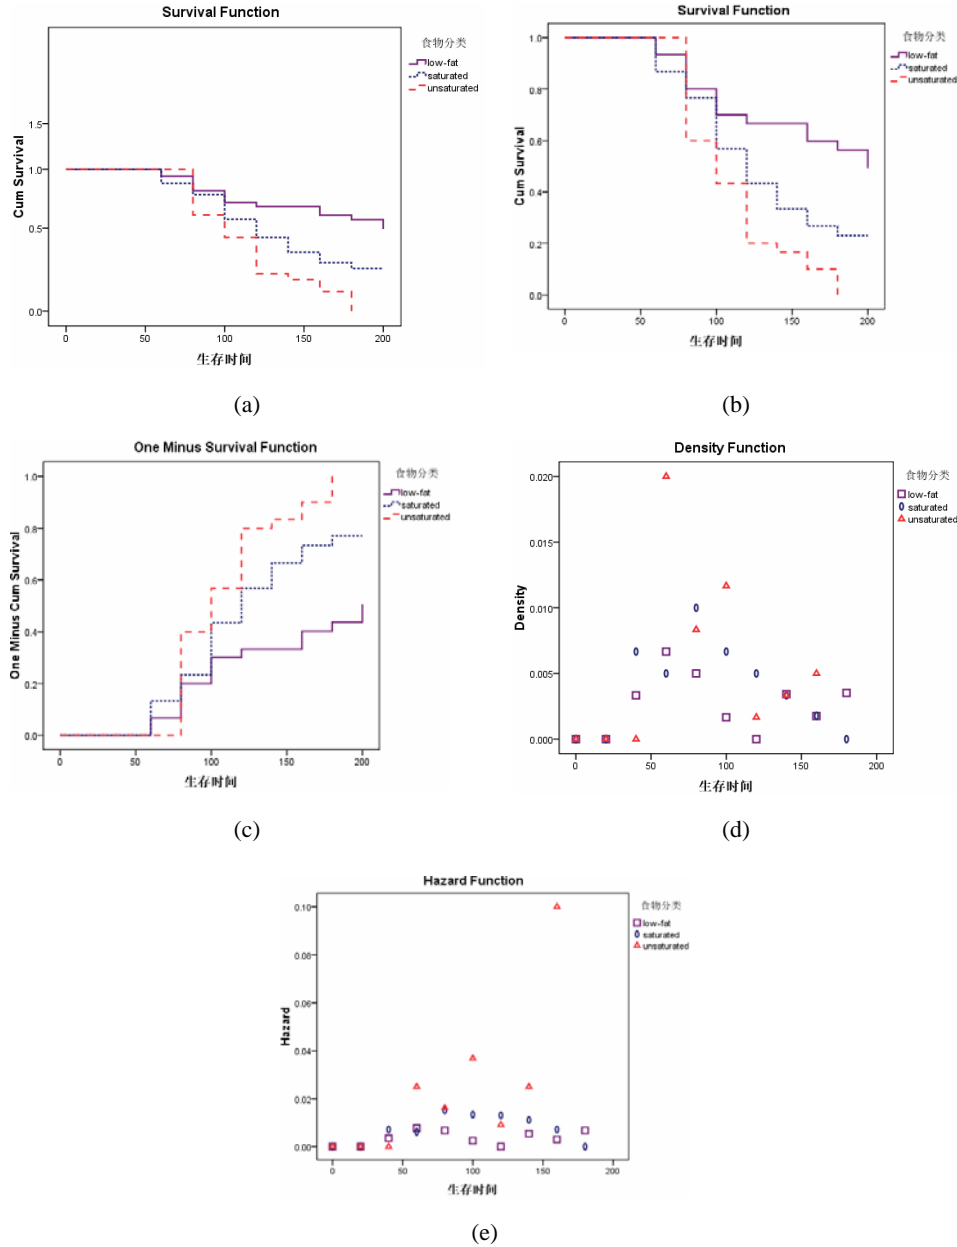 Survival Function
食物分类
low-fat
saturated
unsaturated
Cum Survival
1.5
1.0
0.5
0.0
0
50
100
150
200
生存时间
(a)
Survival Function
食物分类
low-fat
saturated
unsaturated
Cum Survival
1.0
0.8
0.6
0.4
0.2
0.0
0
50
100
150
200
生存时间
(b)
One Minus Survival Function
食物分类
low-fat
saturated
unsaturated
One Minus Cum Survival
1.0
0.8
0.6
0.4
0.2
0.0
0
50
100
150
200
生存时间
(c)
Density Function
食物分类
low-fat
saturated
unsaturated
Density
0.020
0.015
0.010
0.005
0.000
0
50
100
150
200
生存时间
(d)
Hazard Function
食物分类
low-fat
saturated
unsaturated
Hazard
0.10
0.08
0.06
0.04
0.02
0.00
0
50
100
150
200
生存时间
(e)